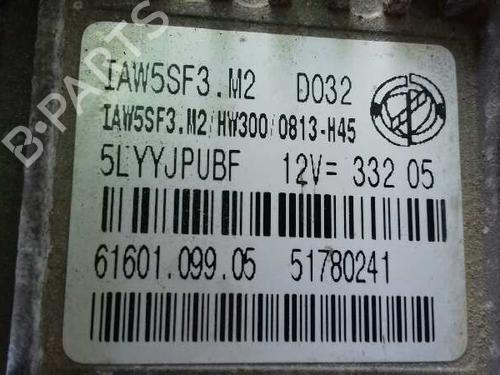 IAW5SF3.M2 D032
IAW5SF3.M2/HW300/0813-H45
5LYYJPUBF 12V= 332 05
61601.099.05 51780241
B-PARTS